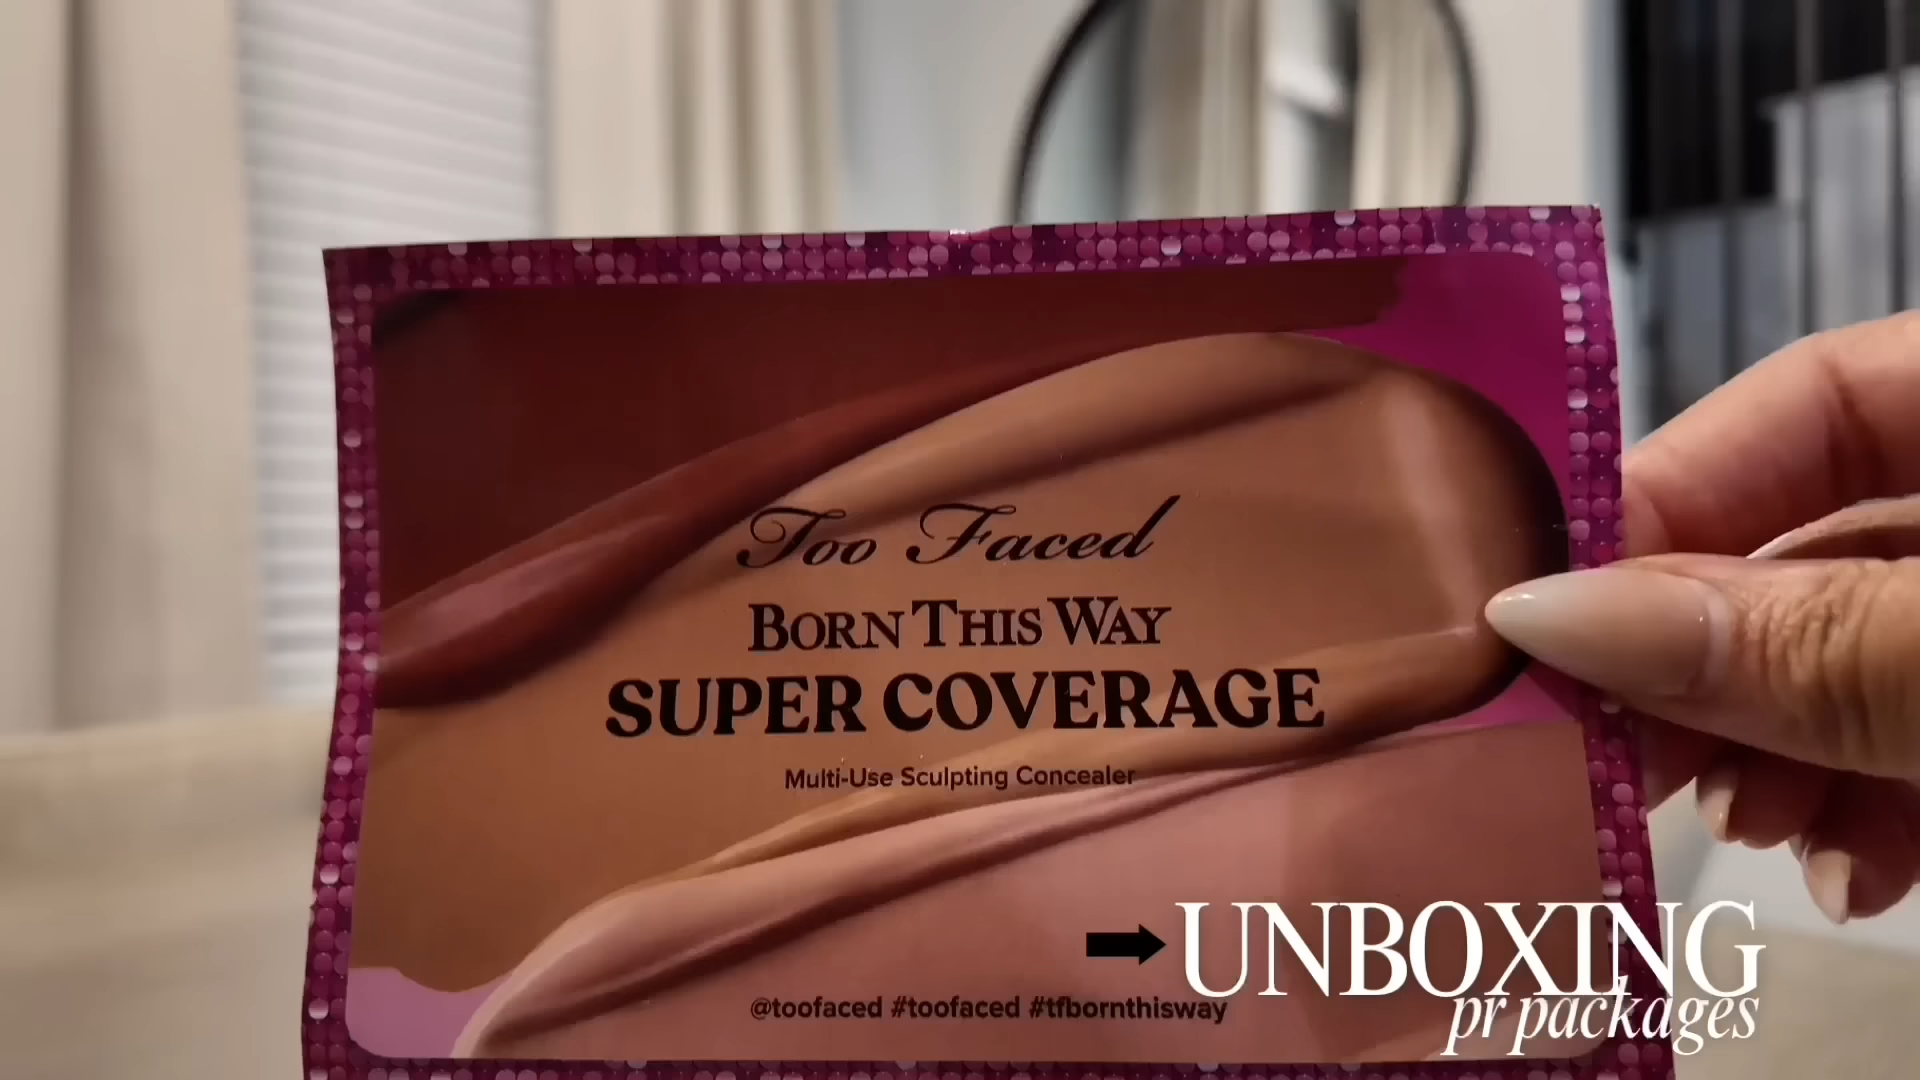 Too Faced
BORN THIS WAY
SUPER COVERAGE
Multi-Use Sculpting Concealer
@toofaced #toofaced #tfbornthisway
UNBOXING
pr packages